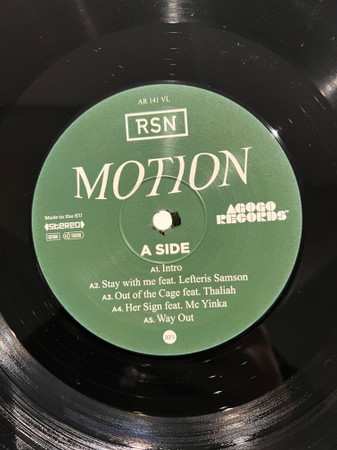 AR 141 VL
RSN
MOTION
Made in the EU
STEREO
AGOGO
RECORDS
A SIDE
A1. Intro
A2. Stay with me feat. Lefteris Samson
A3. Out of the Cage feat. Thaliah
A4. Her Sign feat. Mc Yinka
A5. Way Out